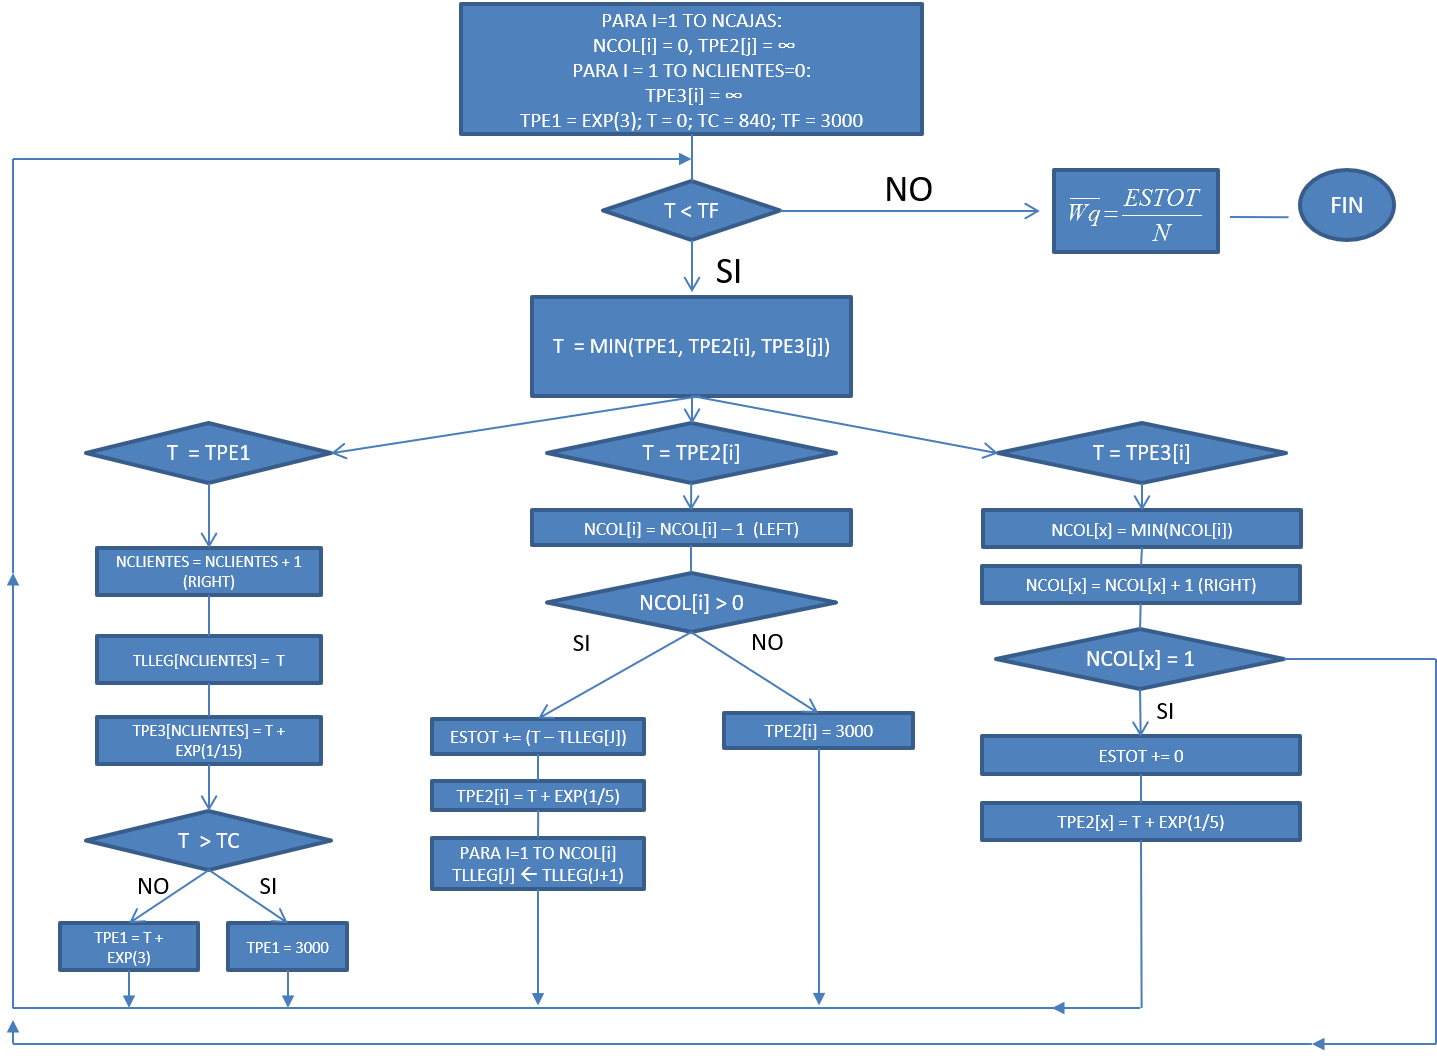 PARA I=1 TO NCAJAS:
NCOL[i] = 0, TPE2[j] = ∞
PARA I = 1 TO NCLIENTES=0:
TPE3[i] = ∞
TPE1 = EXP(3); T = 0; TC = 840; TF = 3000
T < TF
NO
Wq = ESTOT
N
FIN
SI
T = MIN(TPE1, TPE2[i], TPE3[j])
T = TPE1
T = TPE2[i]
T = TPE3[i]
NCLIENTES = NCLIENTES + 1
(RIGHT)
TLLEG[NCLIENTES] = T
TPE3[NCLIENTES] = T +
EXP(1/15)
T > TC
NO
SI
TPE1 = T +
EXP(3)
TPE1 = 3000
NCOL[i] = NCOL[i] – 1 (LEFT)
NCOL[i] > 0
SI
NO
ESTOT += (T – TLLEG[J])
TPE2[i] = T + EXP(1/5)
PARA I=1 TO NCOL[i]
TLLEG[J] ← TLLEG(J+1)
TPE2[i] = 3000
NCOL[x] = MIN(NCOL[i])
NCOL[x] = NCOL[x] + 1 (RIGHT)
NCOL[x] = 1
SI
ESTOT += 0
TPE2[x] = T + EXP(1/5)